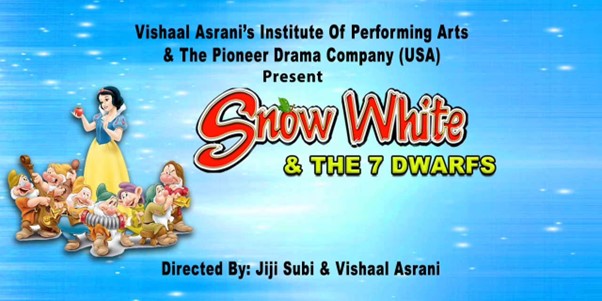 Vishaal Asrani's Institute Of Performing Arts
& The Pioneer Drama Company (USA)
Present
Snow White
& THE 7 DWARFS
Directed By: Jiji Subi & Vishaal Asrani